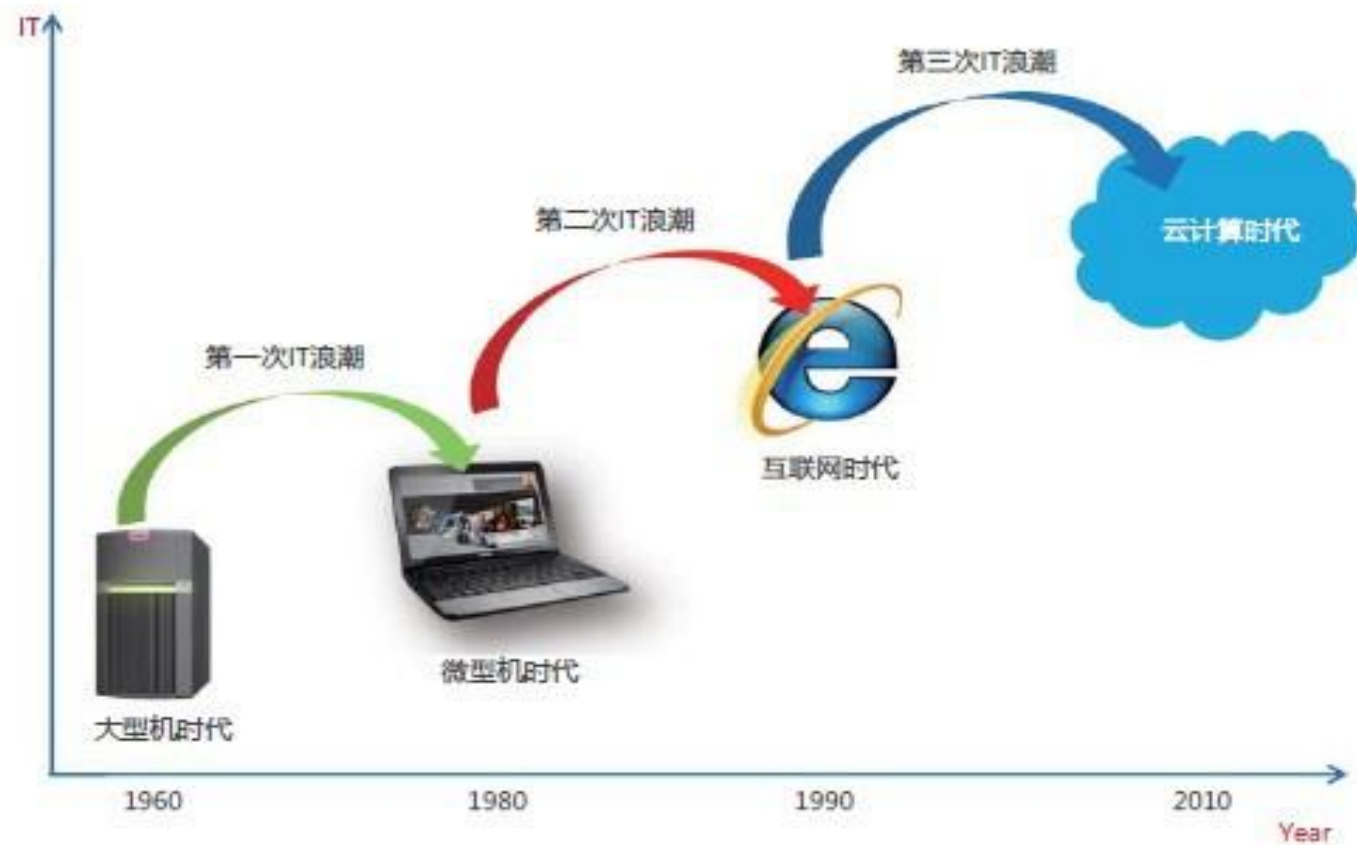 IT
第三次IT浪潮
云计算时代
第二次IT浪潮
互联网时代
第一次IT浪潮
微型机时代
大型机时代
1960
1980
1990
2010
Year